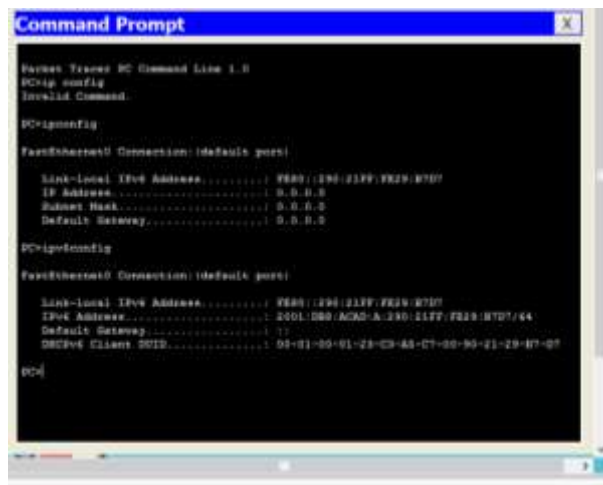 Command Prompt
X
Packet Tracer PC Command Line 1.0
PC>ip config
Invalid Command.
PC>ipconfig
FastEthernet0 Connection:(default port)
Link-local IPv6 Address.........: FE80::290:21FF:FE29:B7D7
IP Address......................: 0.0.0.0
Subnet Mask.....................: 0.0.0.0
Default Gateway.................: 0.0.0.0
PC>ipv6config
FastEthernet0 Connection:(default port)
Link-local IPv6 Address.........: FE80::290:21FF:FE29:B7D7
IPv6 Address....................: 2001:DB8:ACAD:A:290:21FF:FE29:B7D7/64
Default Gateway.................: ::
DHCPv6 Client DUID..............:
PC>